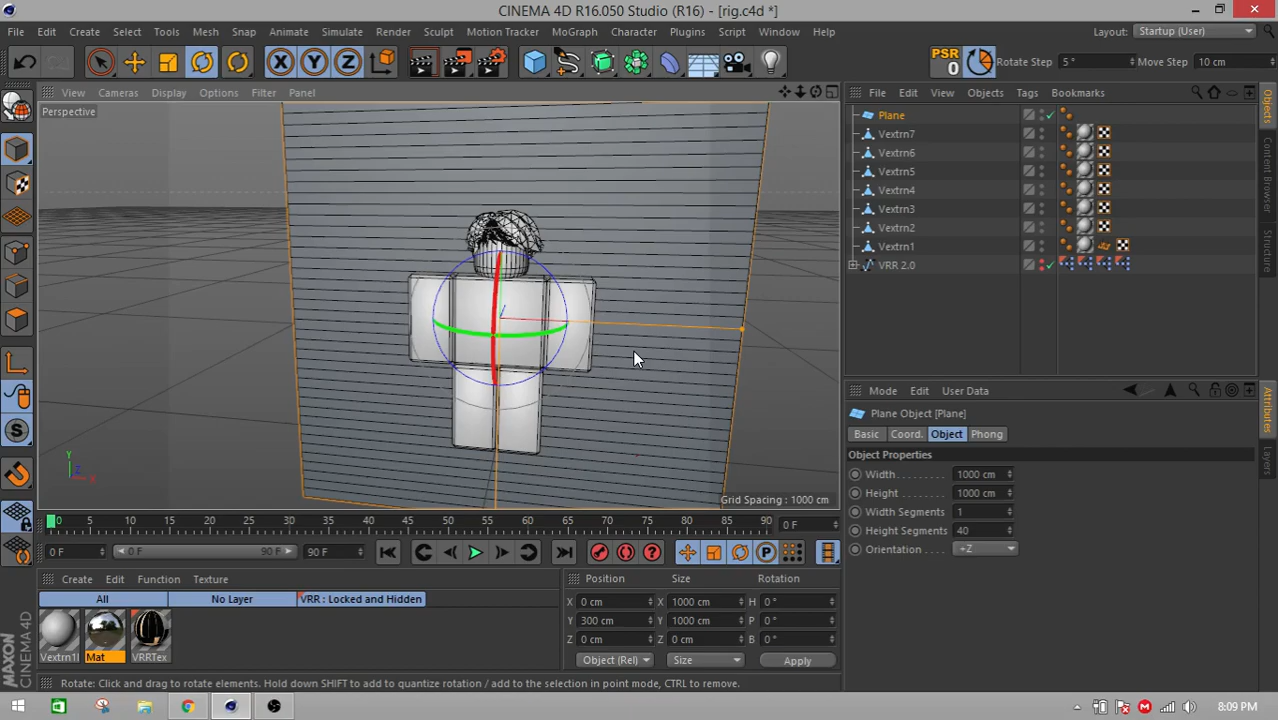 CINEMA 4D R16.050 Studio (R16) - [rig.c4d *]
File Edit Create Select Tools Mesh Snap Animate Simulate Render Sculpt Motion Tracker MoGraph Character Plugins Script Window Help
Layout: Startup (User)
X Y Z PSR 0 Rotate Step 5 ° Move Step 10 cm
View Cameras Display Options Filter Panel
File Edit View Objects Tags Bookmarks
Perspective
Plane
Vextrn7
Vextrn6
Vextrn5
Vextrn4
Vextrn3
Vextrn2
Vextrn1
VRR 2.0
Objects
Content Browser
Structure
Mode Edit User Data
Plane Object [Plane]
Basic Coord. Object Phong
Object Properties
Width 1000 cm
Height 1000 cm
Width Segments 1
Height Segments 40
Orientation +Z
Attributes
Layers
S
Y
Z X
Grid Spacing : 1000 cm
0 5 10 15 20 25 30 35 40 45 50 55 60 65 70 75 80 85 90 0 F
0 F 0 F 90 F 90 F
P
Create Edit Function Texture
All No Layer VRR : Locked and Hidden
Vextrn1 Mat VRRTex
Position Size Rotation
X 0 cm X 1000 cm H 0 °
Y 300 cm Y 1000 cm P 0 °
Z 0 cm Z 0 cm B 0 °
Object (Rel) Size Apply
MAXON CINEMA 4D
Rotate: Click and drag to rotate elements. Hold down SHIFT to add to quantize rotation / add to the selection in point mode, CTRL to remove.
8:09 PM